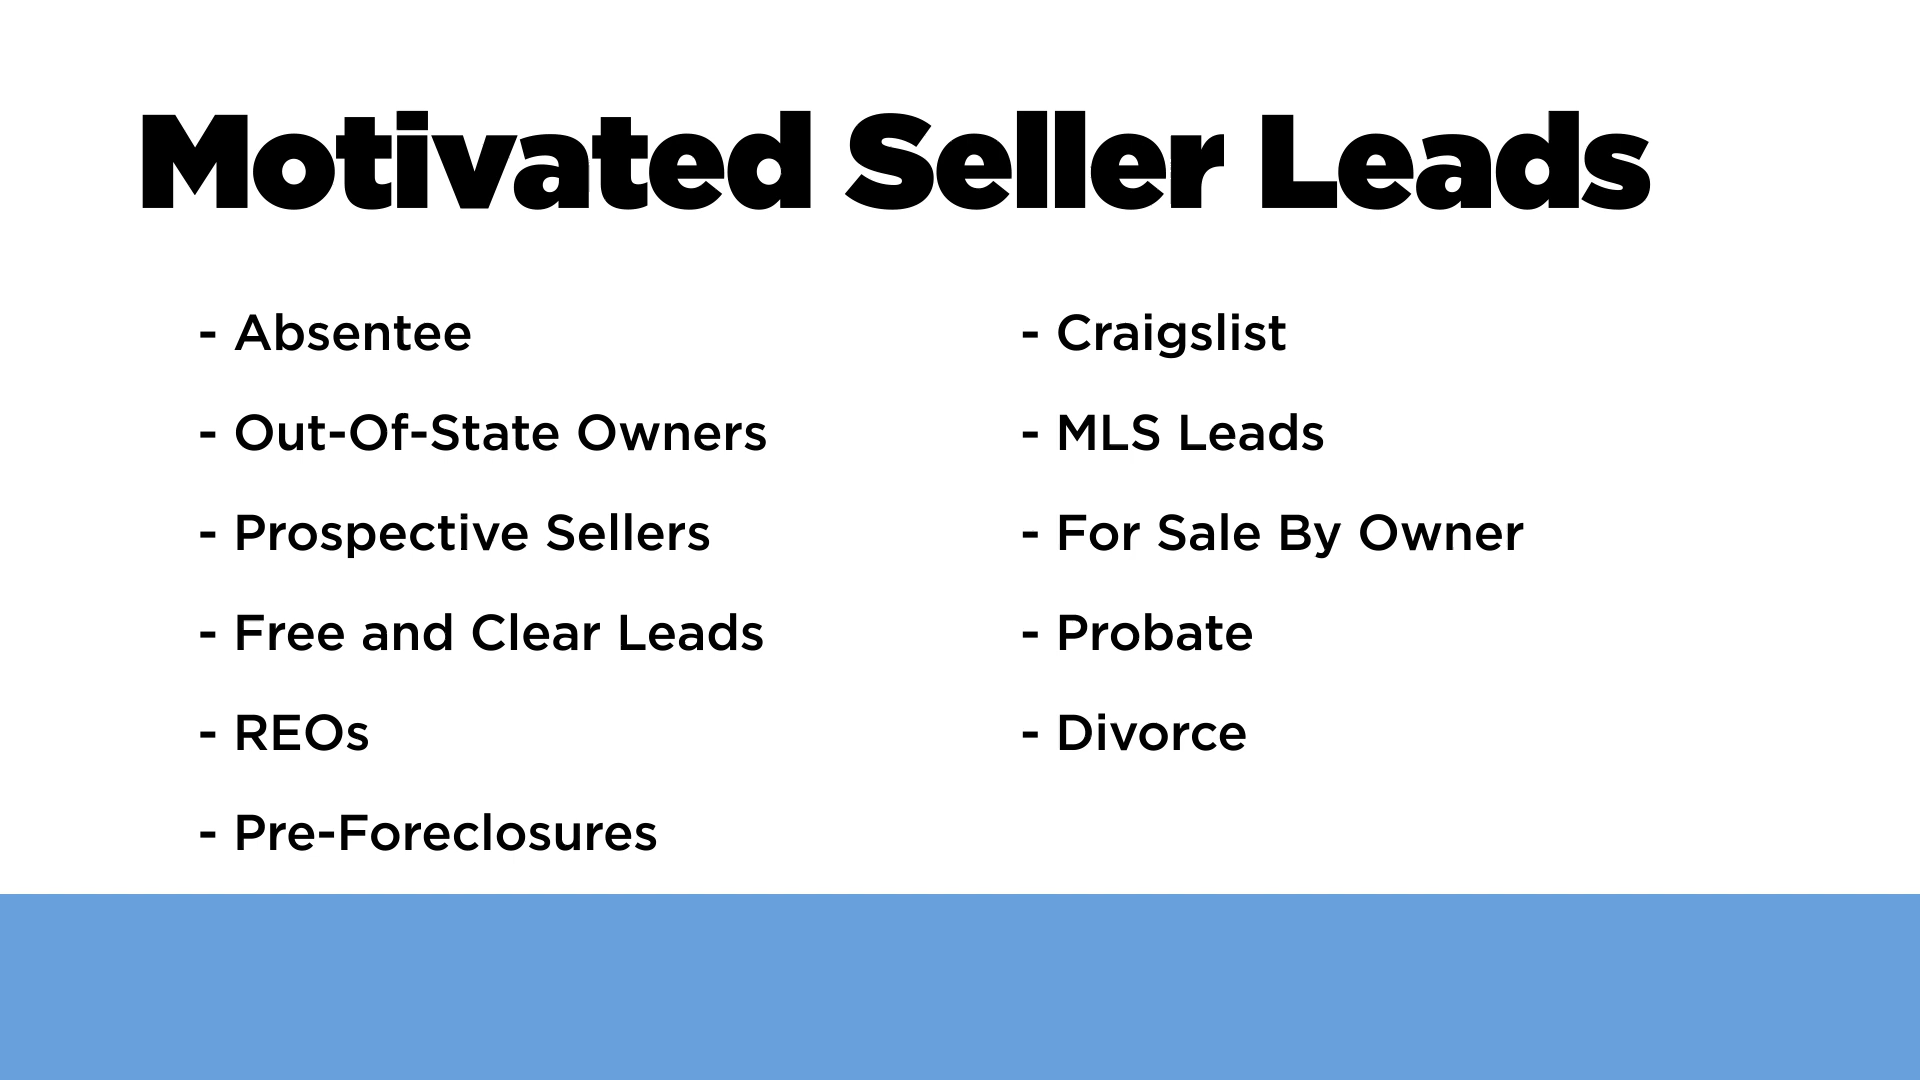 Motivated Seller Leads
- Absentee
- Out-Of-State Owners
- Prospective Sellers
- Free and Clear Leads
- REOs
- Pre-Foreclosures
- Craigslist
- MLS Leads
- For Sale By Owner
- Probate
- Divorce